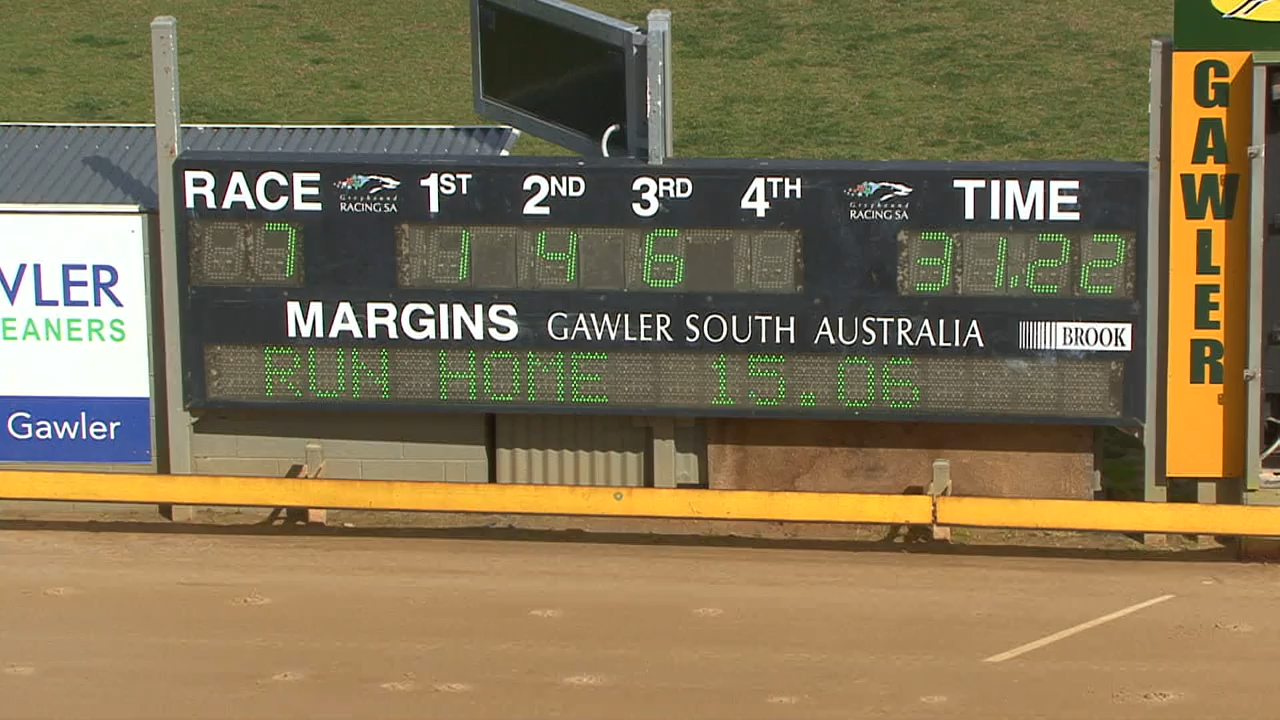 RACE 1ST 2ND 3RD 4TH TIME
Greyhound RACING.SA Greyhound RACING.SA
7 1 4 6 31.22
MARGINS GAWLER SOUTH AUSTRALIA BROOK
RUN HOME 15.06
WLER
EANERS
Gawler
GAWLER